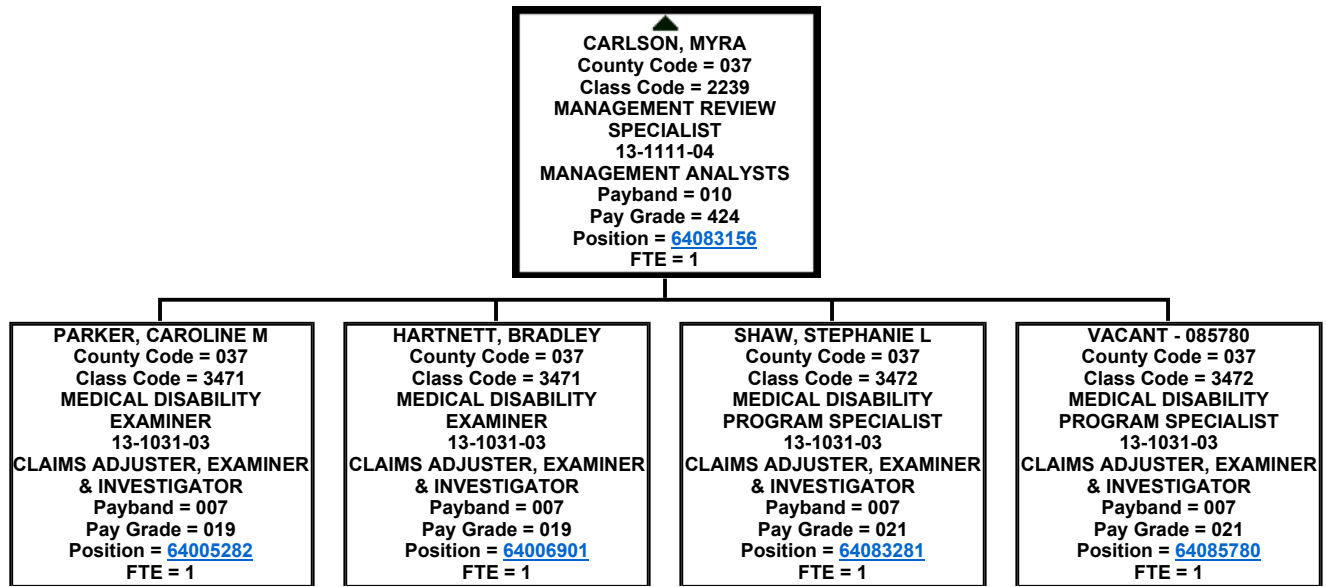 CARLSON, MYRA
County Code = 037
Class Code = 2239
MANAGEMENT REVIEW
SPECIALIST
13-1111-04
MANAGEMENT ANALYSTS
Payband = 010
Pay Grade = 424
Position = 64083156
FTE = 1
PARKER, CAROLINE M
County Code = 037
Class Code = 3471
MEDICAL DISABILITY
EXAMINER
13-1031-03
CLAIMS ADJUSTER, EXAMINER
& INVESTIGATOR
Payband = 007
Pay Grade = 019
Position = 64005282
FTE = 1
HARTNETT, BRADLEY
County Code = 037
Class Code = 3471
MEDICAL DISABILITY
EXAMINER
13-1031-03
CLAIMS ADJUSTER, EXAMINER
& INVESTIGATOR
Payband = 007
Pay Grade = 019
Position = 64006901
FTE = 1
SHAW, STEPHANIE L
County Code = 037
Class Code = 3472
MEDICAL DISABILITY
PROGRAM SPECIALIST
13-1031-03
CLAIMS ADJUSTER, EXAMINER
& INVESTIGATOR
Payband = 007
Pay Grade = 021
Position = 64083281
FTE = 1
VACANT - 085780
County Code = 037
Class Code = 3472
MEDICAL DISABILITY
PROGRAM SPECIALIST
13-1031-03
CLAIMS ADJUSTER, EXAMINER
& INVESTIGATOR
Payband = 007
Pay Grade = 021
Position = 64085780
FTE = 1